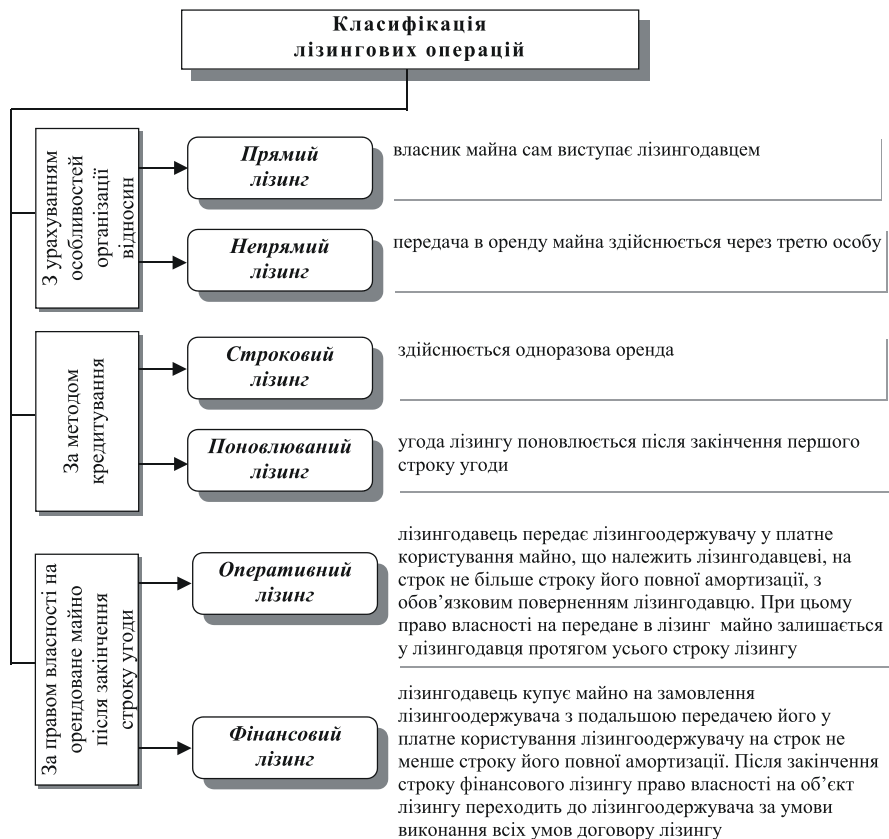 Класифікація
лізингових операцій
З урахуванням
особливостей
організації
відносин
Прямий
лізинг
власник майна сам виступає лізингодавцем
Непрямий
лізинг
передача в оренду майна здійснюється через третю особу
За методом
кредитування
Строковий
лізинг
здійснюється одноразова оренда
Поновлюваний
лізинг
угода лізингу поновлюється після закінчення першого
строку угоди
За правом власності на
орендоване майно
після закінчення
строку угоди
Оперативний
лізинг
лізингодавець передає лізингоодержувачу у платне
користування майно, що належить лізингодавцеві, на
строк не більше строку його повної амортизації, з
обов’язковим поверненням лізингодавцю. При цьому
право власності на передане в лізинг майно залишається
у лізингодавця протягом усього строку лізингу
Фінансовий
лізинг
лізингодавець купує майно на замовлення
лізингоодержувача з подальшою передачею його у
платне користування лізингоодержувачу на строк не
менше строку його повної амортизації. Після закінчення
строку фінансового лізингу право власності на об’єкт
лізингу переходить до лізингоодержувача за умови
виконання всіх умов договору лізингу